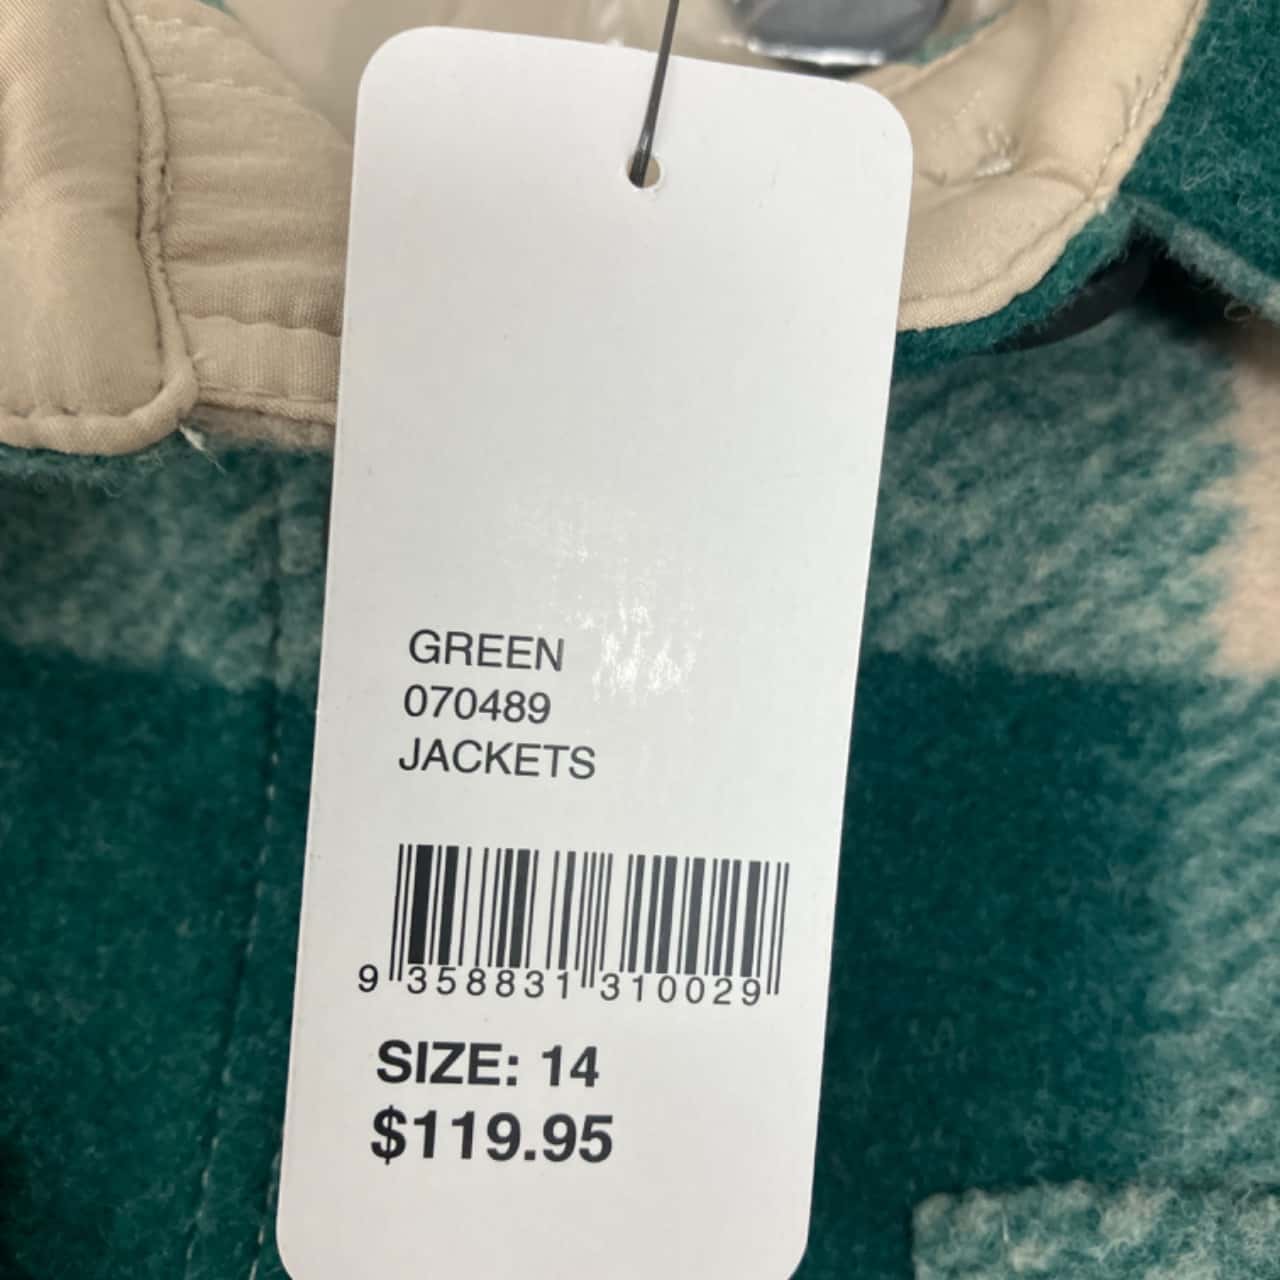 GREEN
070489
JACKETS
9 358831 310029
SIZE: 14
$119.95